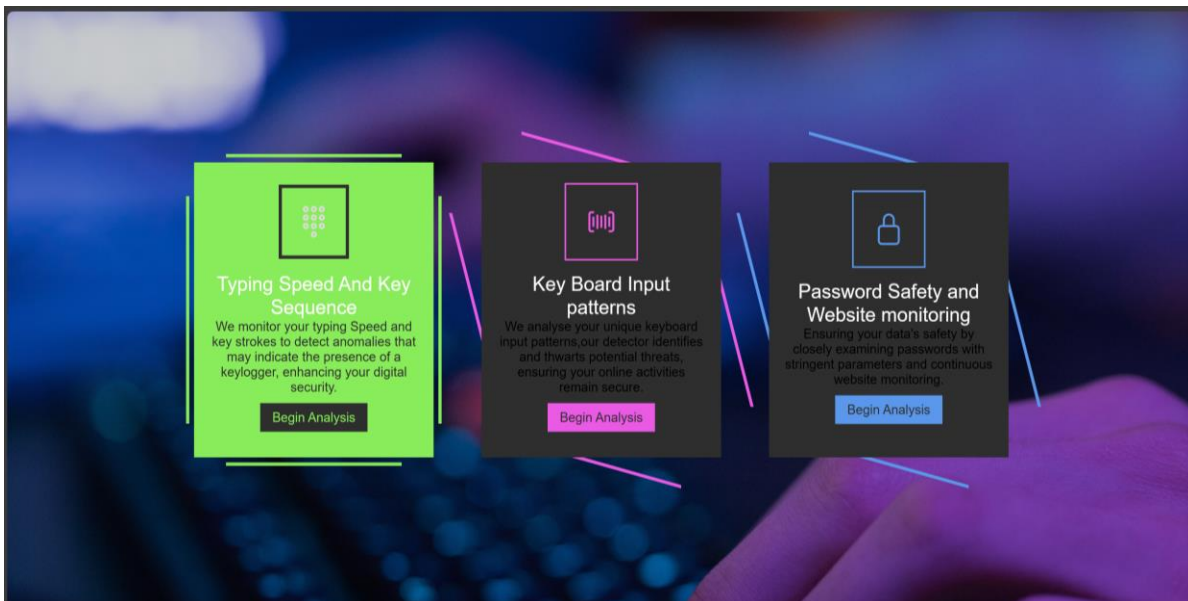 Typing Speed And Key
Sequence
We monitor your typing Speed and
key strokes to detect anomalies that
may indicate the presence of a
keylogger, enhancing your digital
security.
Begin Analysis
Key Board Input
patterns
We analyse your unique keyboard
input patterns,our detector identifies
and thwarts potential threats,
ensuring your online activities
remain secure.
Begin Analysis
Password Safety and
Website monitoring
Ensuring your data's safety by
closely examining passwords with
stringent parameters and continuous
website monitoring.
Begin Analysis